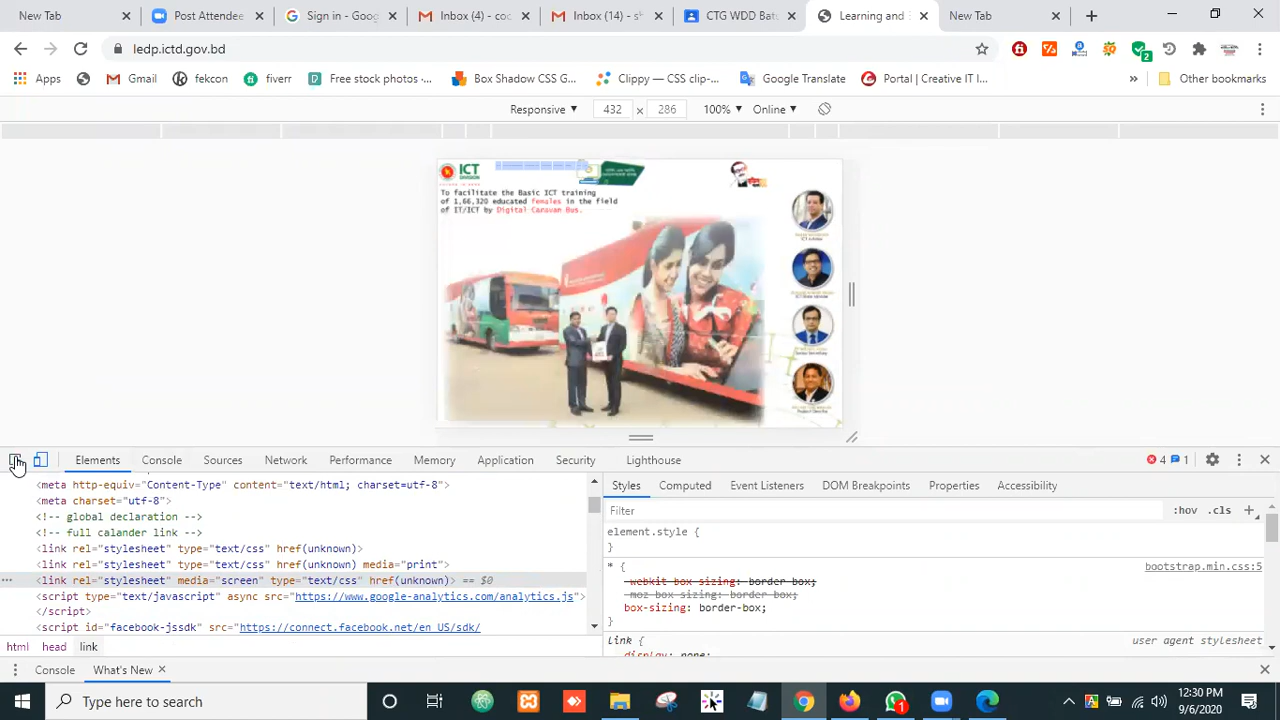 New Tab
Post Attende
Sign in - Goog
Inbox (4) - coc
Inbox (14) - sh
CTG WDD Batc
Learning and
New Tab
ledp.ictd.gov.bd
2
Apps
Gmail
fekcon
fiverr
Free stock photos -...
Box Shadow CSS G...
Clippy — CSS clip-...
Google Translate
Portal | Creative IT I...
Other bookmarks
Responsive
432 x 286
100%
Online
ICT
DIVISION
To facilitate the Basic ICT training
of 1,66,320 educated females in the field
of IT/ICT by Digital Caravan Bus.
Elements
Console
Sources
Network
Performance
Memory
Application
Security
Lighthouse
4
1
<meta http-equiv="Content-Type" content="text/html; charset=utf-8">
<meta charset="utf-8">
<!-- global declaration -->
<!-- full calander link -->
<link rel="stylesheet" type="text/css" href(unknown)>
<link rel="stylesheet" type="text/css" href(unknown) media="print">
<link rel="stylesheet" media="screen" type="text/css" href(unknown)> == $0
<script type="text/javascript" async src="https://www.google-analytics.com/analytics.js">
</script>
<script id="facebook-jssdk" src="https://connect.facebook.net/en_US/sdk/
html
head
link
Styles
Computed
Event Listeners
DOM Breakpoints
Properties
Accessibility
Filter
:hov
.cls
element.style {
}
* {
bootstrap.min.css:5
-webkit-box-sizing: border-box;
-moz-box-sizing: border-box;
box-sizing: border-box;
}
link {
user agent stylesheet
display: none;
Console
What's New
Type here to search
1
12:30 PM
9/6/2020